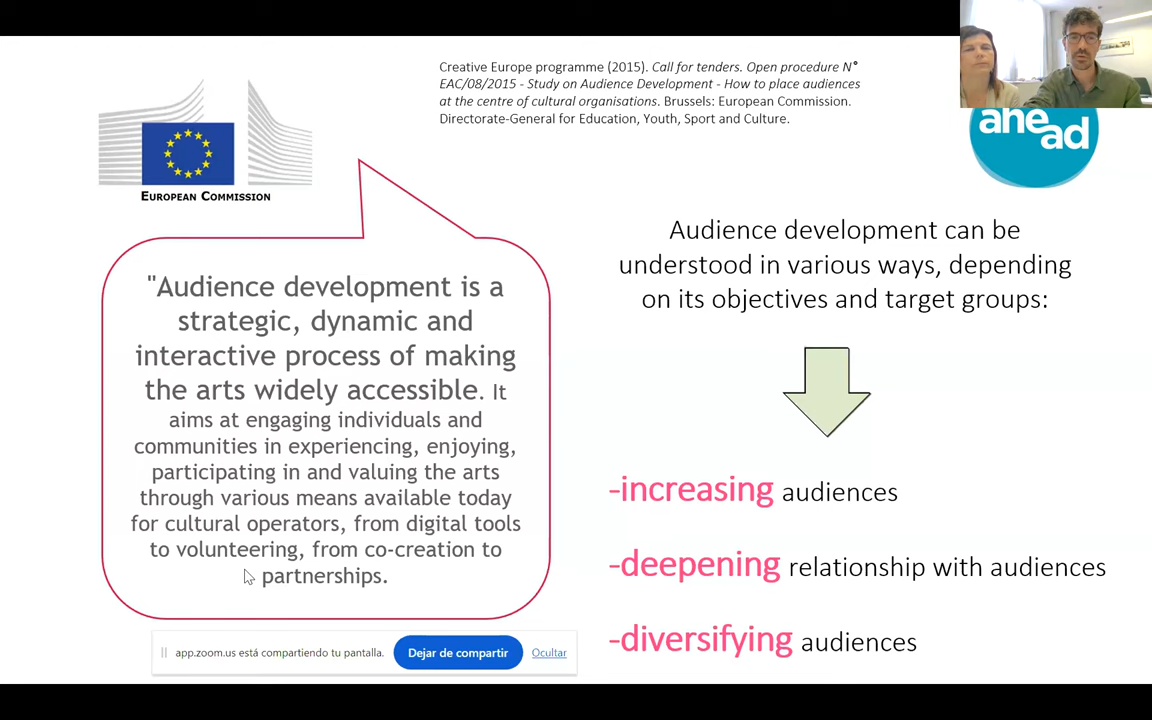 Creative Europe programme (2015). Call for tenders. Open procedure N°
EAC/08/2015 - Study on Audience Development - How to place audiences
at the centre of cultural organisations. Brussels: European Commission.
Directorate-General for Education, Youth, Sport and Culture.
ahead
EUROPEAN COMMISSION
"Audience development is a
strategic, dynamic and
interactive process of making
the arts widely accessible. It
aims at engaging individuals and
communities in experiencing, enjoying,
participating in and valuing the arts
through various means available today
for cultural operators, from digital tools
to volunteering, from co-creation to
partnerships.
Audience development can be
understood in various ways, depending
on its objectives and target groups:
-increasing audiences
-deepening relationship with audiences
-diversifying audiences
app.zoom.us está compartiendo tu pantalla.
Dejar de compartir
Ocultar